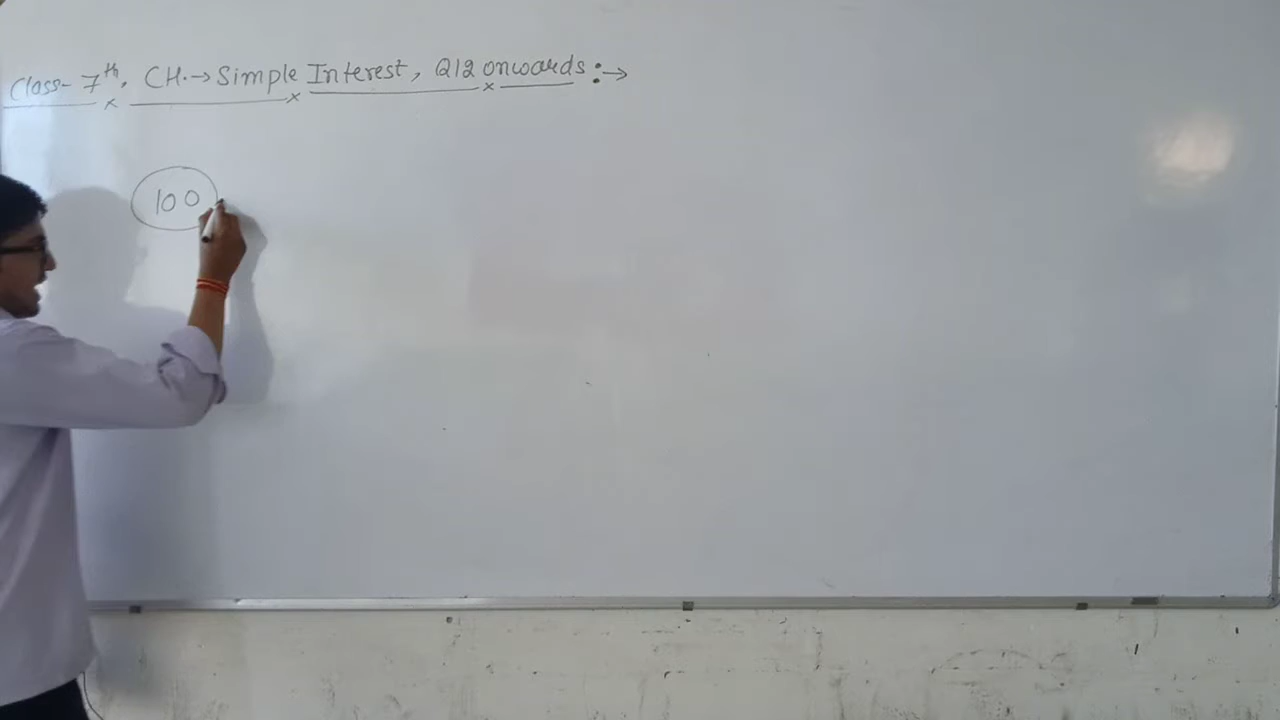 Class- 7th, CH.→ Simple Interest, Q12 onwards :→
100